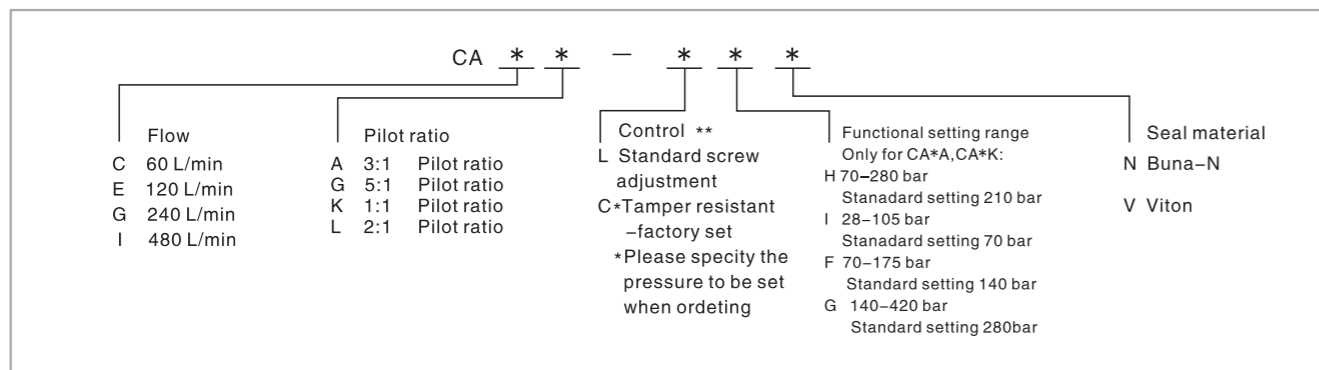 CA * * — * * *
Flow
C 60 L/min
E 120 L/min
G 240 L/min
I 480 L/min
Pilot ratio
A 3:1 Pilot ratio
G 5:1 Pilot ratio
K 1:1 Pilot ratio
L 2:1 Pilot ratio
Control **
L Standard screw
adjustment
C*Tamper resistant
–factory set
*Please specity the
pressure to be set
when ordeting
Functional setting range
Only for CA*A,CA*K:
H 70–280 bar
Stanadard setting 210 bar
I 28–105 bar
Stanadard setting 70 bar
F 70–175 bar
Standard setting 140 bar
G 140–420 bar
Standard setting 280bar
Seal material
N Buna–N
V Viton